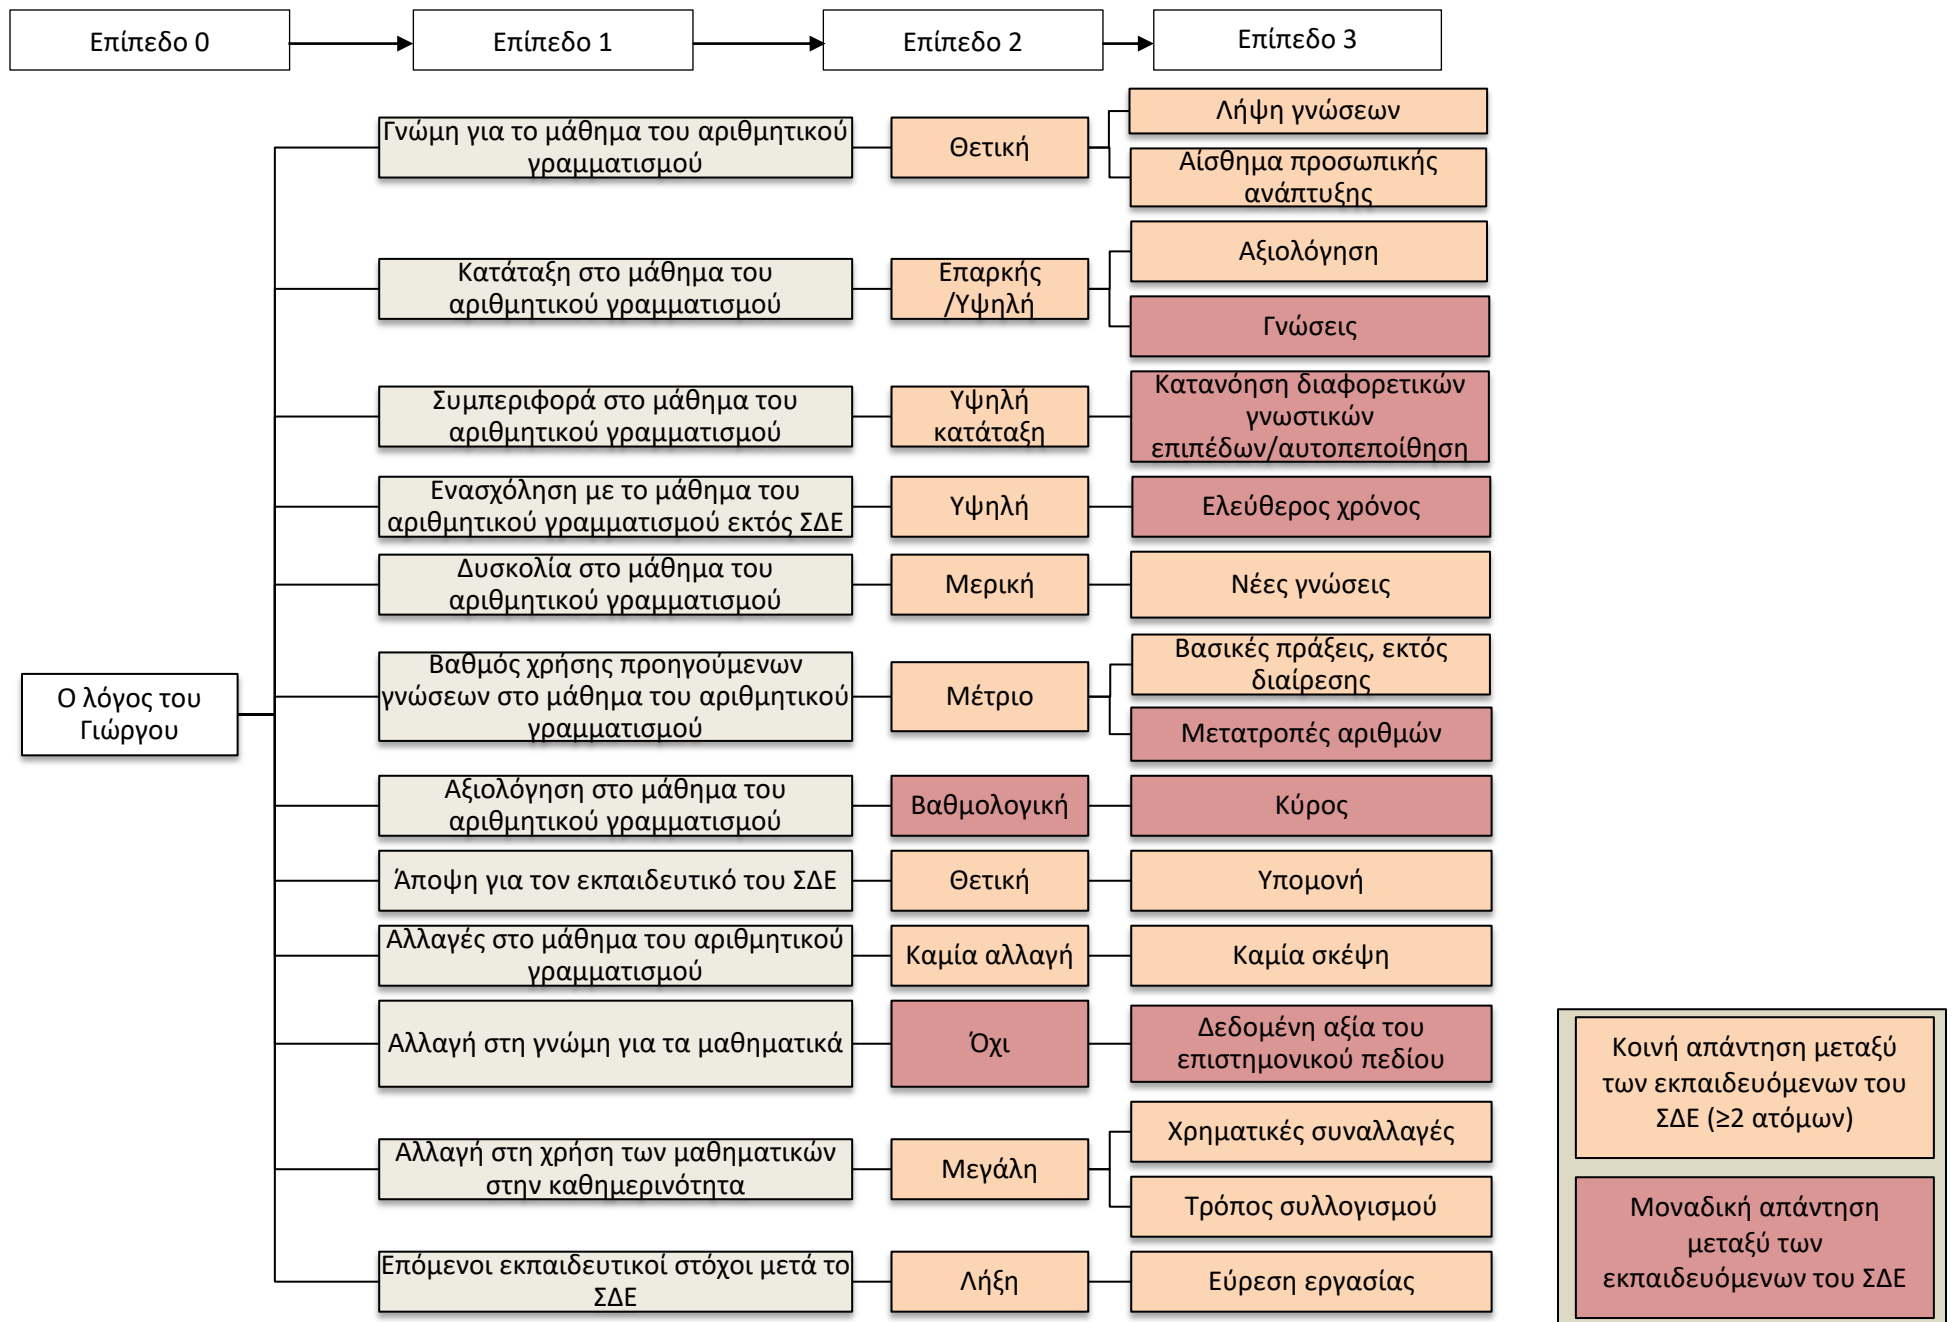 Επίπεδο 0
Επίπεδο 1
Επίπεδο 2
Επίπεδο 3
Ο λόγος του
Γιώργου
Γνώμη για το μάθημα του αριθμητικού
γραμματισμού
Θετική
Λήψη γνώσεων
Αίσθημα προσωπικής
ανάπτυξης
Κατάταξη στο μάθημα του
αριθμητικού γραμματισμού
Επαρκής
/Υψηλή
Αξιολόγηση
Γνώσεις
Συμπεριφορά στο μάθημα του
αριθμητικού γραμματισμού
Υψηλή
κατάταξη
Κατανόηση διαφορετικών
γνωστικών
επιπέδων/αυτοπεποίθηση
Ενασχόληση με το μάθημα του
αριθμητικού γραμματισμού εκτός ΣΔΕ
Υψηλή
Ελεύθερος χρόνος
Δυσκολία στο μάθημα του
αριθμητικού γραμματισμού
Μερική
Νέες γνώσεις
Βαθμός χρήσης προηγούμενων
γνώσεων στο μάθημα του αριθμητικού
γραμματισμού
Μέτριο
Βασικές πράξεις, εκτός
διαίρεσης
Μετατροπές αριθμών
Αξιολόγηση στο μάθημα του
αριθμητικού γραμματισμού
Βαθμολογική
Κύρος
Άποψη για τον εκπαιδευτικό του ΣΔΕ
Θετική
Υπομονή
Αλλαγές στο μάθημα του αριθμητικού
γραμματισμού
Καμία αλλαγή
Καμία σκέψη
Αλλαγή στη γνώμη για τα μαθηματικά
Όχι
Δεδομένη αξία του
επιστημονικού πεδίου
Αλλαγή στη χρήση των μαθηματικών
στην καθημερινότητα
Μεγάλη
Χρηματικές συναλλαγές
Τρόπος συλλογισμού
Επόμενοι εκπαιδευτικοί στόχοι μετά το
ΣΔΕ
Λήξη
Εύρεση εργασίας
Κοινή απάντηση μεταξύ
των εκπαιδευόμενων του
ΣΔΕ (≥2 ατόμων)
Μοναδική απάντηση
μεταξύ των
εκπαιδευόμενων του ΣΔΕ